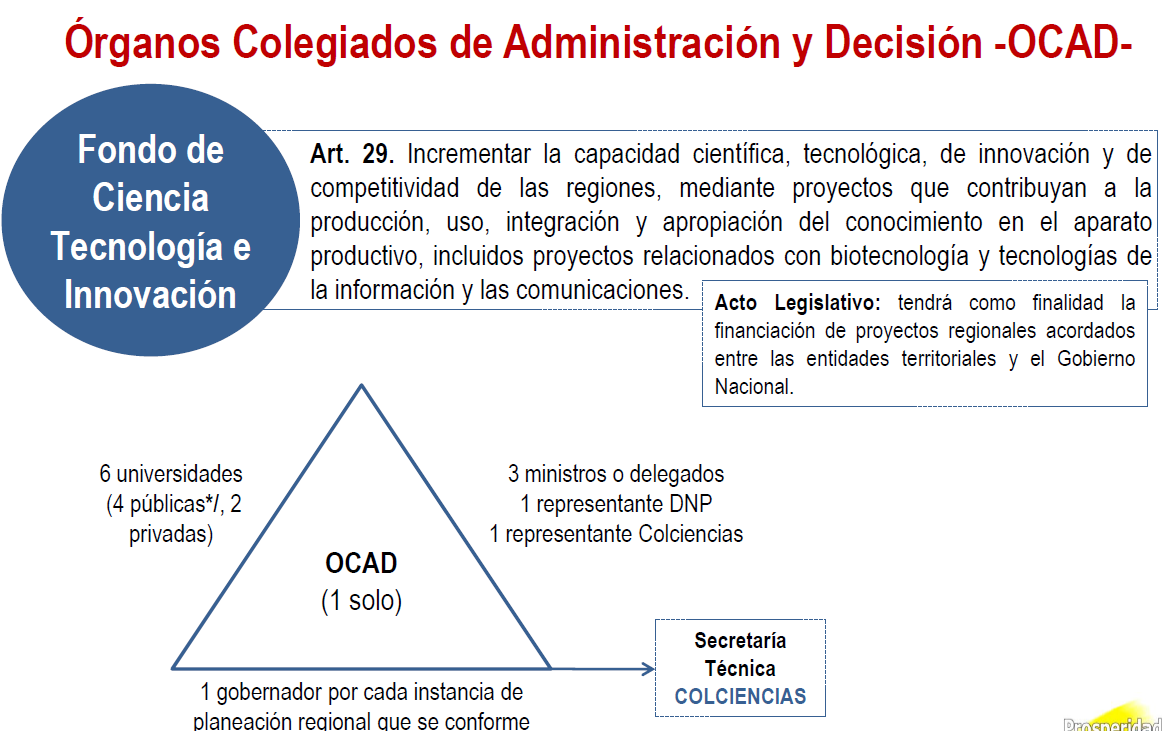 Órganos Colegiados de Administración y Decisión -OCAD-
Fondo de
Ciencia
Tecnología e
Innovación
Art. 29. Incrementar la capacidad científica, tecnológica, de innovación y de
competitividad de las regiones, mediante proyectos que contribuyan a la
producción, uso, integración y apropiación del conocimiento en el aparato
productivo, incluidos proyectos relacionados con biotecnología y tecnologías de
la información y las comunicaciones.
Acto Legislativo: tendrá como finalidad la
financiación de proyectos regionales acordados
entre las entidades territoriales y el Gobierno
Nacional.
6 universidades
(4 públicas*/, 2
privadas)
3 ministros o delegados
1 representante DNP
1 representante Colciencias
OCAD
(1 solo)
Secretaría
Técnica
COLCIENCIAS
1 gobernador por cada instancia de
planeación regional que se conforme
Prosperidad